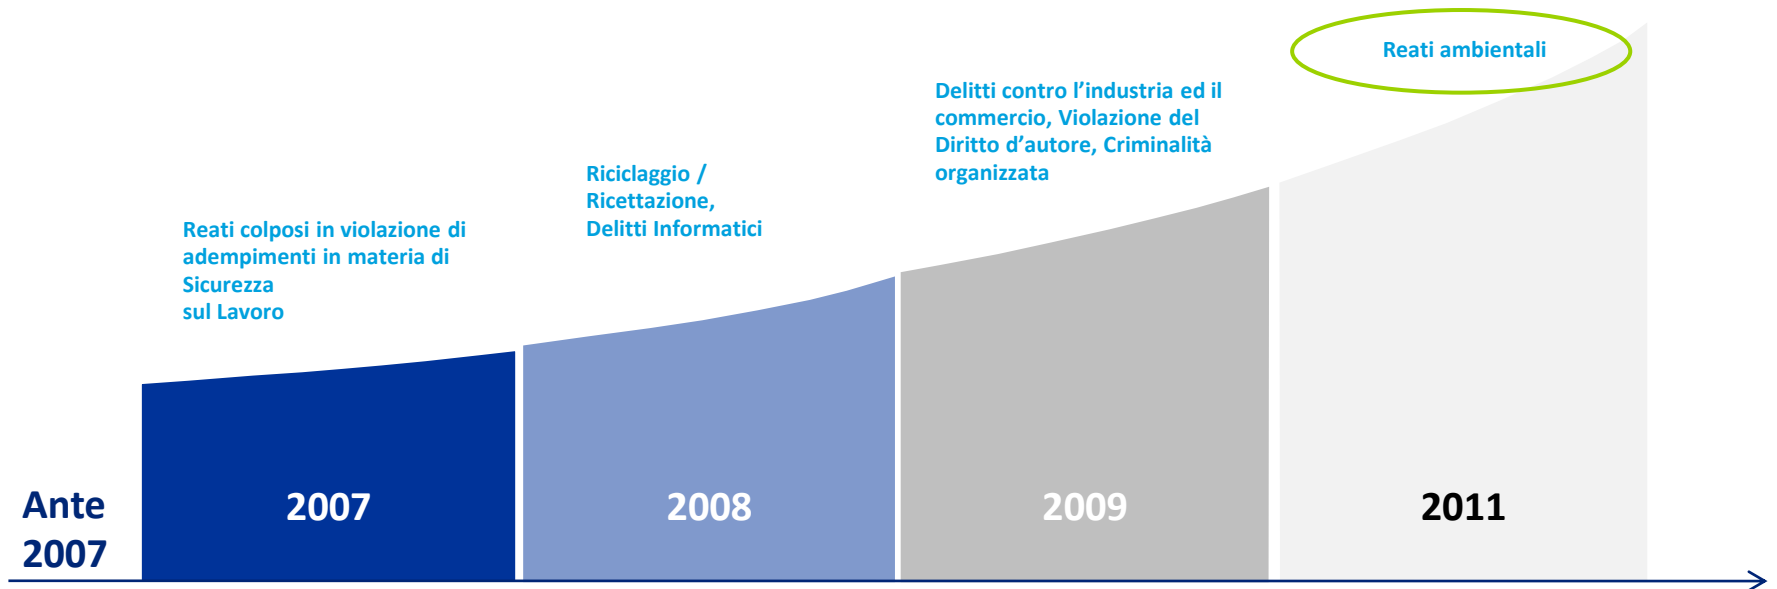 Reati ambientali
Delitti contro l’industria ed il
commercio, Violazione del
Diritto d’autore, Criminalità
organizzata
Riciclaggio /
Ricettazione,
Delitti Informatici
Reati colposi in violazione di
adempimenti in materia di
Sicurezza
sul Lavoro
Ante
2007
2007
2008
2009
2011